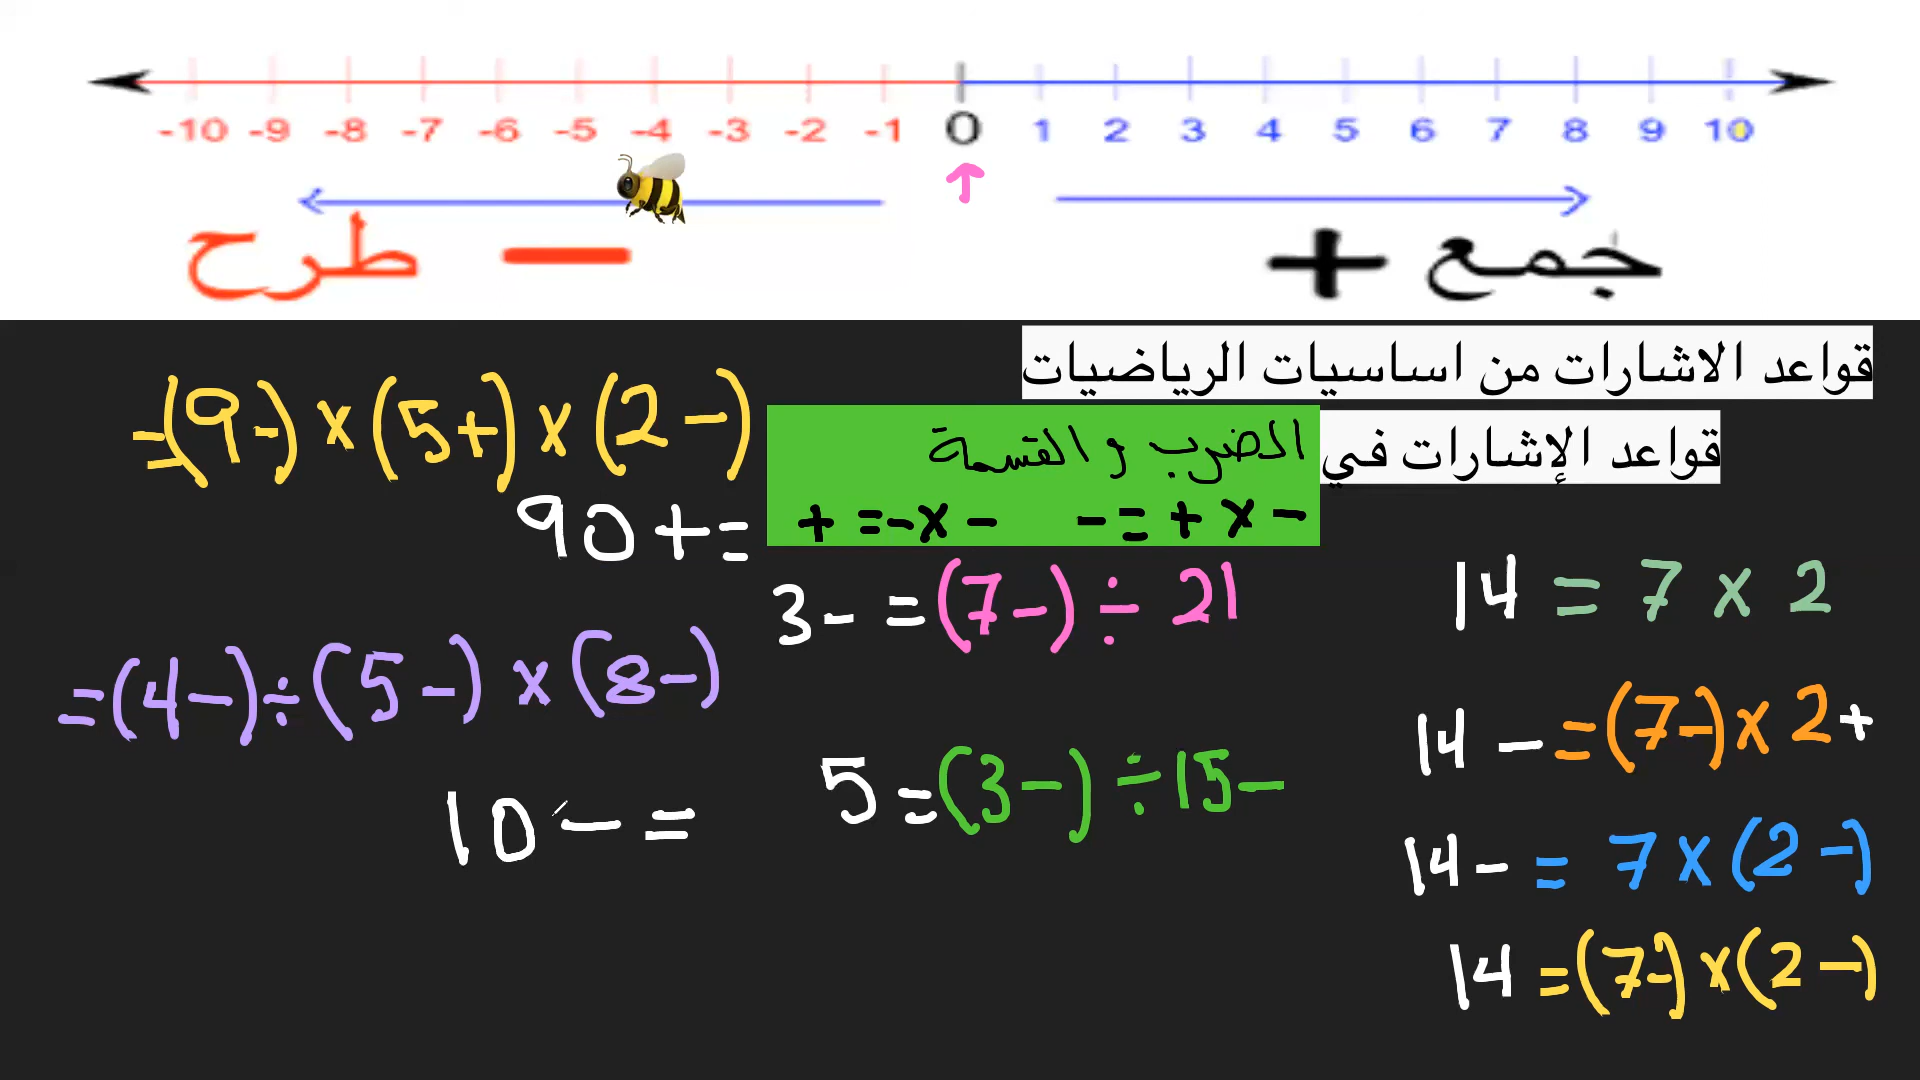 -10 -9 -8 -7 -6 -5 -4 -3 -2 -1 0 1 2 3 4 5 6 7 8 9 10
جمع +
طرح −
قواعد الاشارات من اساسيات الرياضيات
قواعد الإشارات في الضرب والقسمة
− x + = −
− x − = +
2 x 7 = 14
+2 x (−7) = −14
(−2) x 7 = −14
(−2) x (−7) = 14
21 ÷ (−7) = −3
−15 ÷ (−3) = 5
(−2) x (+5) x (−9) =
= +90
(−8) x (−5) ÷ (−4) =
= −10